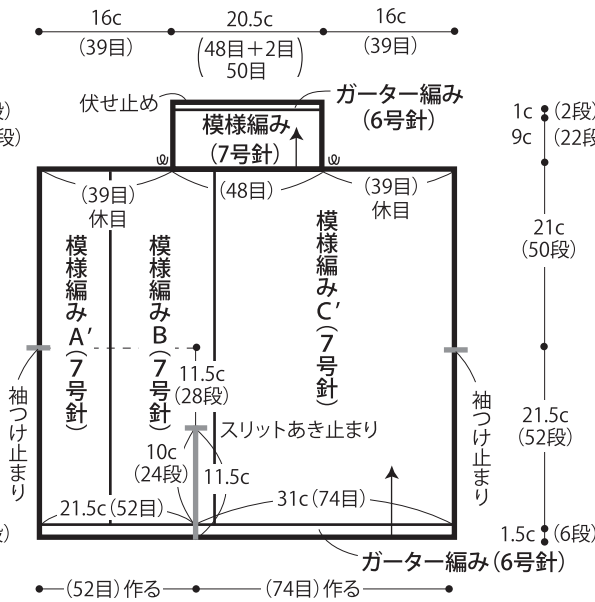 16c
20.5c
16c
(39目)
(48目+2目)
50目
(39目)
伏せ止め
ガーター編み
(6号針)
模様編み
(7号針)
段)
1c
(2段)
段)
9c
(22段
(39目)
休目
(48目)
(39目)
休目
模様編みA′(7号針)
模様編みB(7号針)
模様編みC′(7号針)
21c
(50段)
11.5c
(28段)
袖つけ止まり
スリットあき止まり
袖つけ止まり
21.5c
(52段)
10c
(24段)
11.5c
21.5c(52目)
31c(74目)
段)
1.5c
(6段)
ガーター編み(6号針)
(52目)作る
(74目)作る